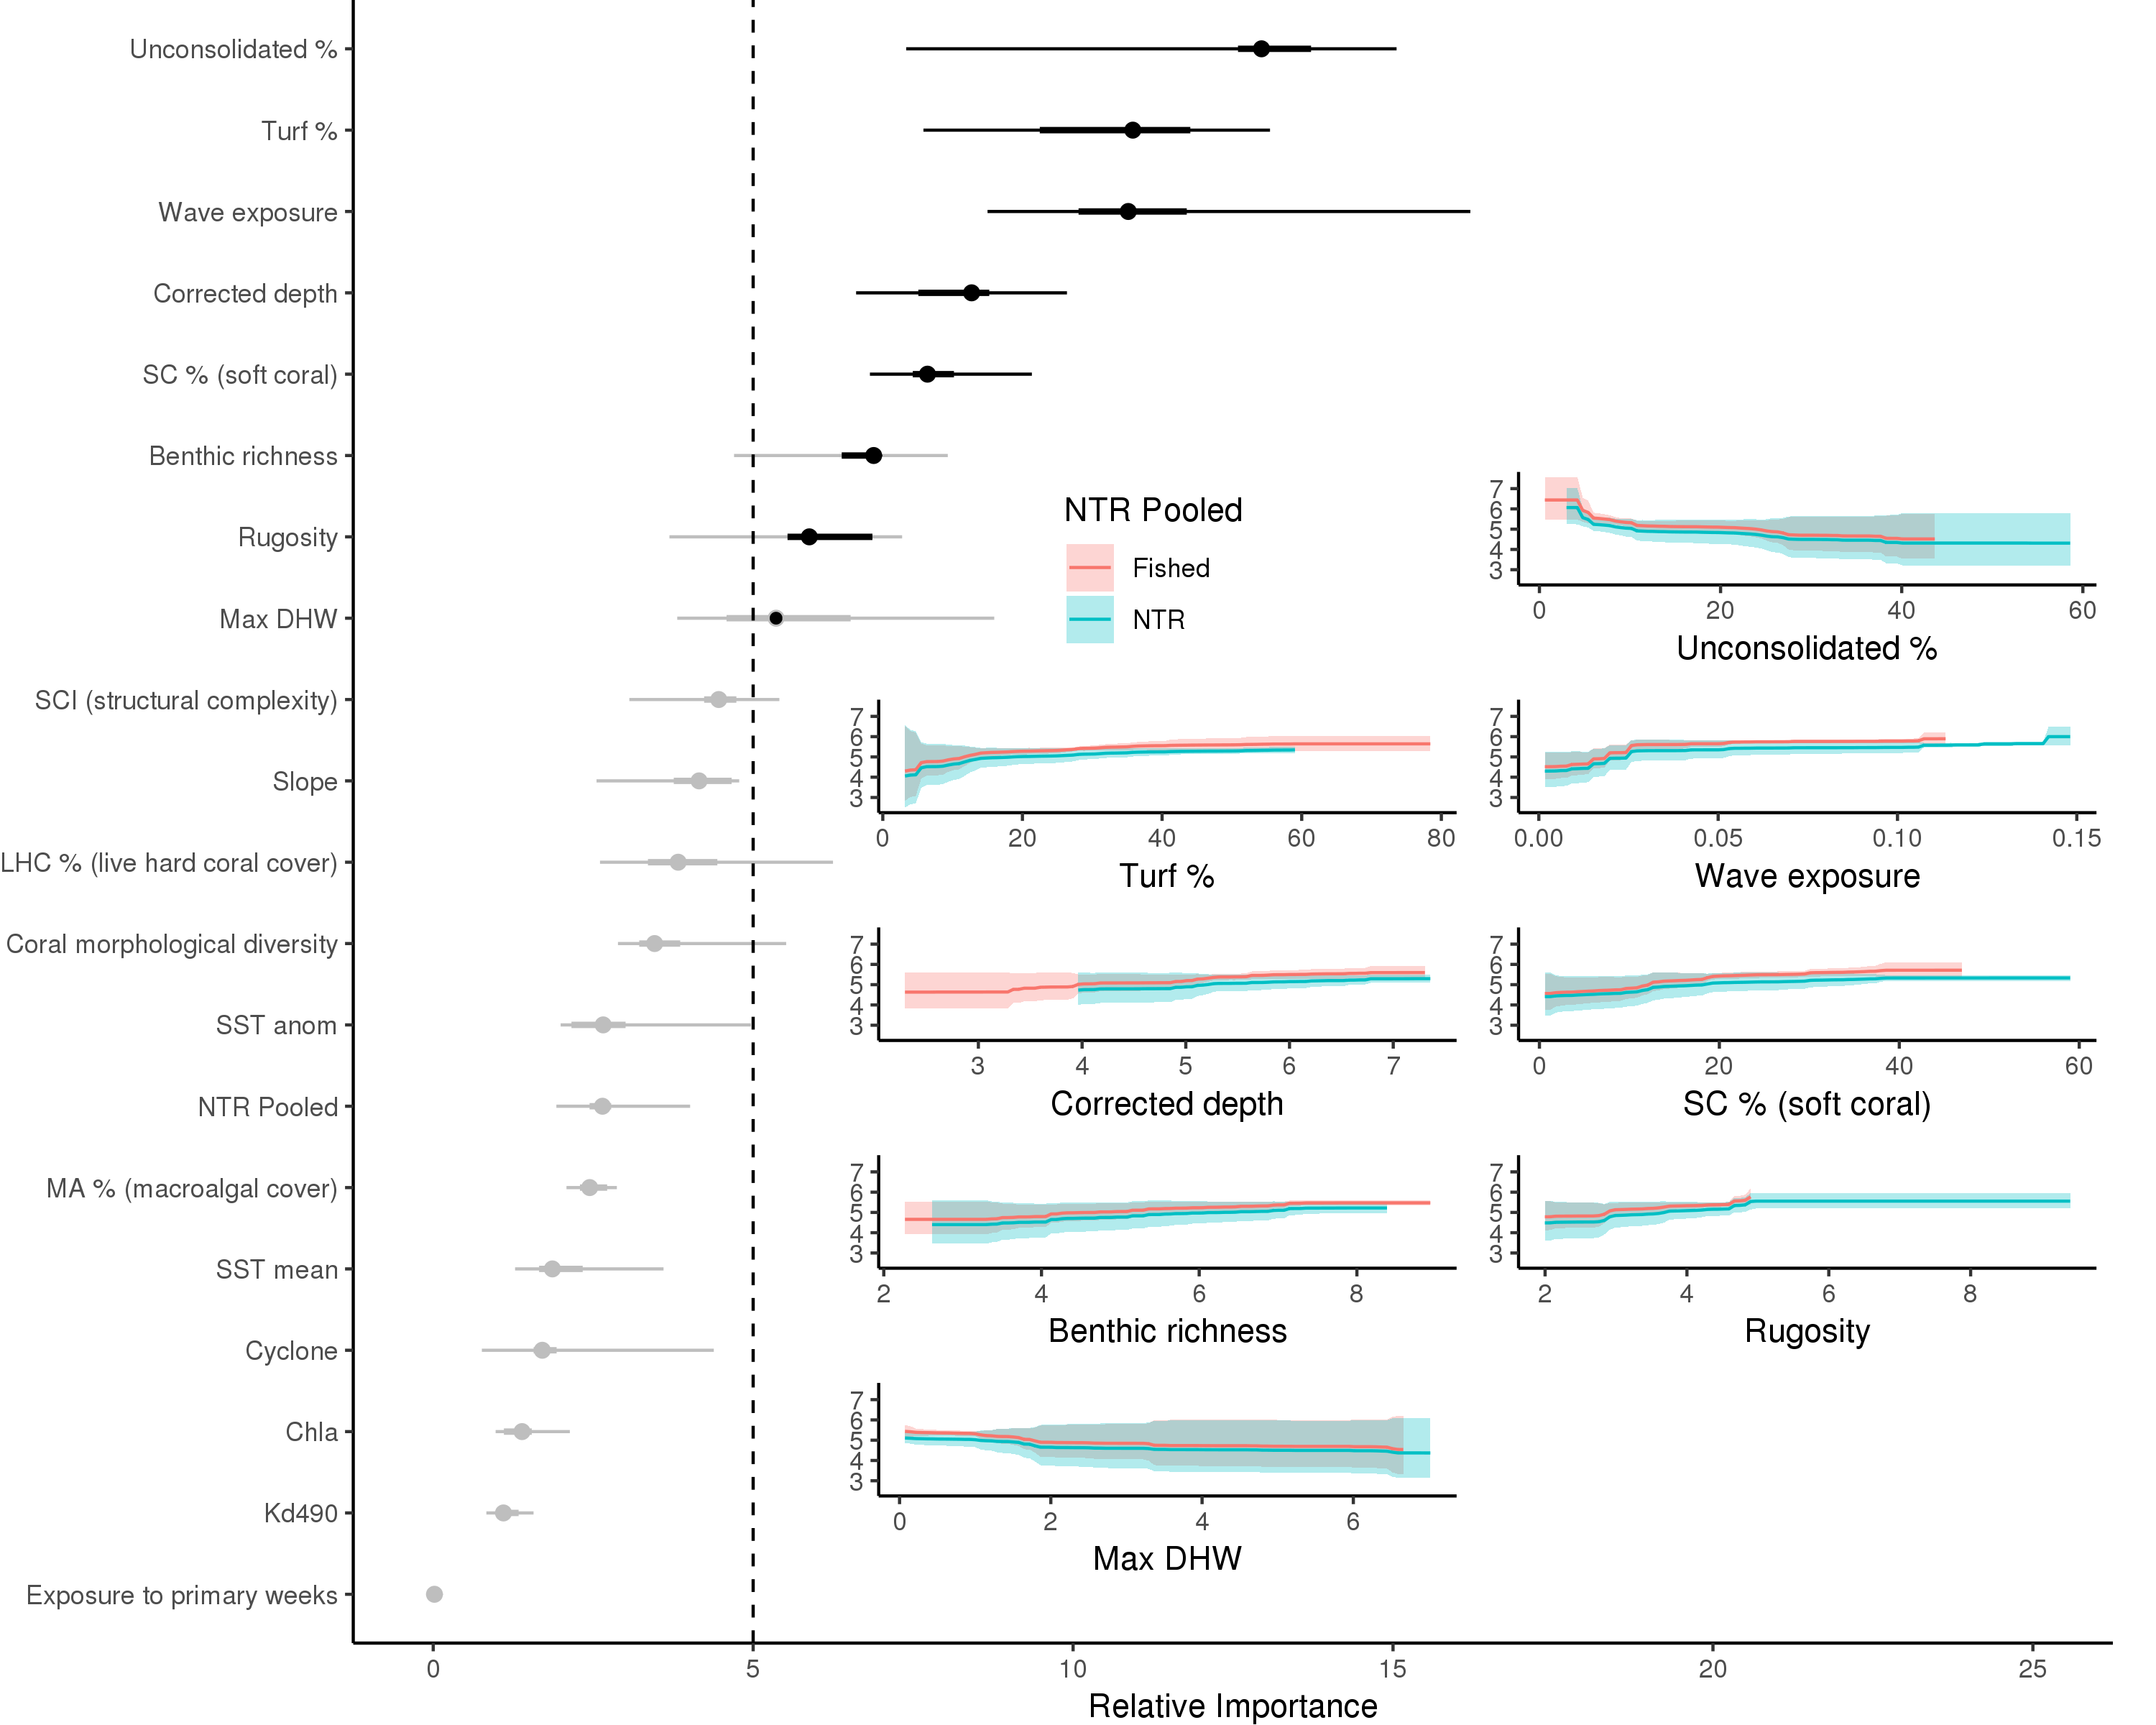 Unconsolidated %
Turf %
Wave exposure
Corrected depth
SC % (soft coral)
Benthic richness
Rugosity
Max DHW
SCI (structural complexity)
Slope
LHC % (live hard coral cover)
Coral morphological diversity
SST anom
NTR Pooled
MA % (macroalgal cover)
SST mean
Cyclone
Chla
Kd490
Exposure to primary weeks
0 5 10 15 20 25
Relative Importance
NTR Pooled
Fished
NTR
7
6
5
4
3
0 20 40 60
Unconsolidated %
7
6
5
4
3
0 20 40 60 80
Turf %
7
6
5
4
3
0.00 0.05 0.10 0.15
Wave exposure
7
6
5
4
3
3 4 5 6 7
Corrected depth
7
6
5
4
3
0 20 40 60
SC % (soft coral)
7
6
5
4
3
2 4 6 8
Benthic richness
7
6
5
4
3
2 4 6 8
Rugosity
7
6
5
4
3
0 2 4 6
Max DHW